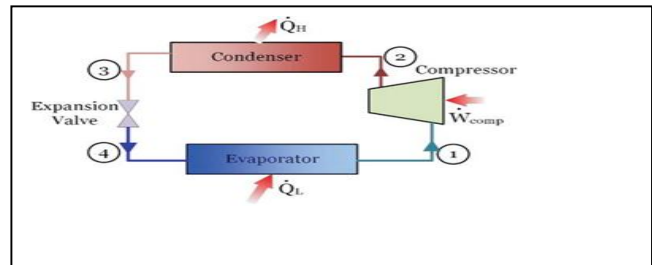 Q̇H
Condenser
2
3
Compressor
Expansion
Valve
Ẇcomp
4
Evaporator
1
Q̇L